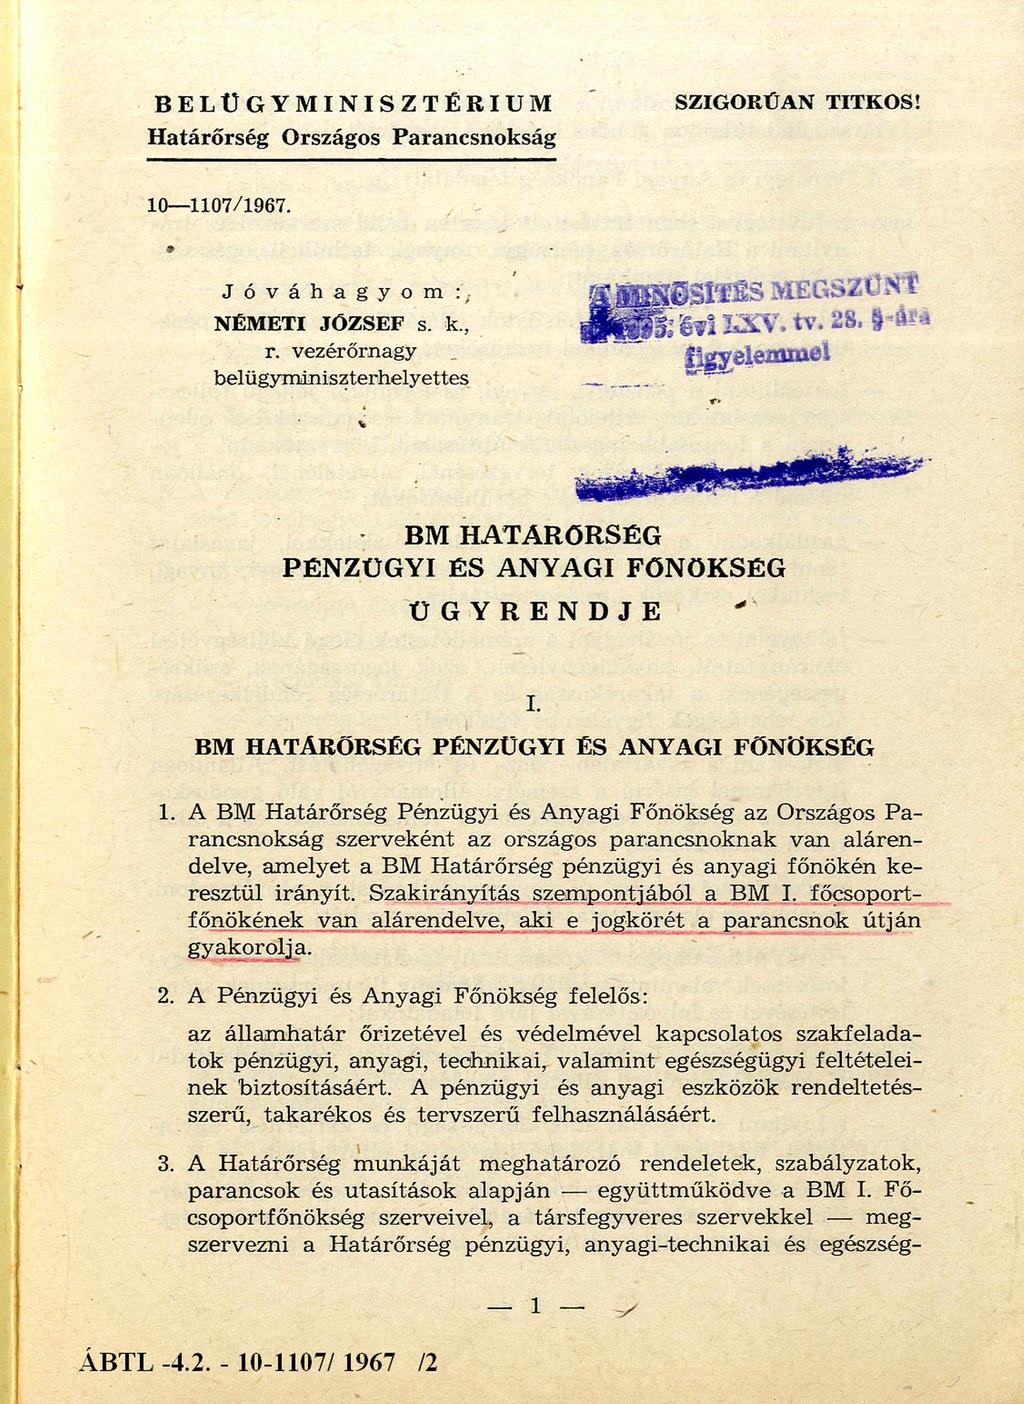 BELÜGYMINISZTÉRIUM
Határőrség Országos Parancsnokság
SZIGORÚAN TITKOS!
10—1107/1967.
Jóváhagyom:
NÉMETI JÓZSEF s. k.,
r. vezérőrnagy
belügyminiszterhelyettes
A MINŐSÍTÉS MEGSZŰNT
1995. évi LXV. tv. 28. §-ára
figyelemmel
BM HATÁRŐRSÉG
PÉNZÜGYI ÉS ANYAGI FŐNÖKSÉG
ÜGYRENDJE
I.
BM HATÁRŐRSÉG PÉNZÜGYI ÉS ANYAGI FŐNÖKSÉG
1. A BM Határőrség Pénzügyi és Anyagi Főnökség az Országos Pa-
rancsnokság szerveként az országos parancsnoknak van aláren-
delve, amelyet a BM Határőrség pénzügyi és anyagi főnökén ke-
resztül irányít. Szakirányítás szempontjából a BM I. főcsoport-
főnökének van alárendelve, aki e jogkörét a parancsnok útján
gyakorolja.
2. A Pénzügyi és Anyagi Főnökség felelős:
az államhatár őrizetével és védelmével kapcsolatos szakfelada-
tok pénzügyi, anyagi, technikai, valamint egészségügyi feltételei-
nek biztosításáért. A pénzügyi és anyagi eszközök rendeltetés-
szerű, takarékos és tervszerű felhasználásáért.
3. A Határőrség munkáját meghatározó rendeletek, szabályzatok,
parancsok és utasítások alapján — együttműködve a BM I. Fő-
csoportfőnökség szerveivel, a társfegyveres szervekkel — meg-
szervezni a Határőrség pénzügyi, anyagi-technikai és egészség-
— 1 —
ÁBTL -4.2. - 10-1107/ 1967 /2